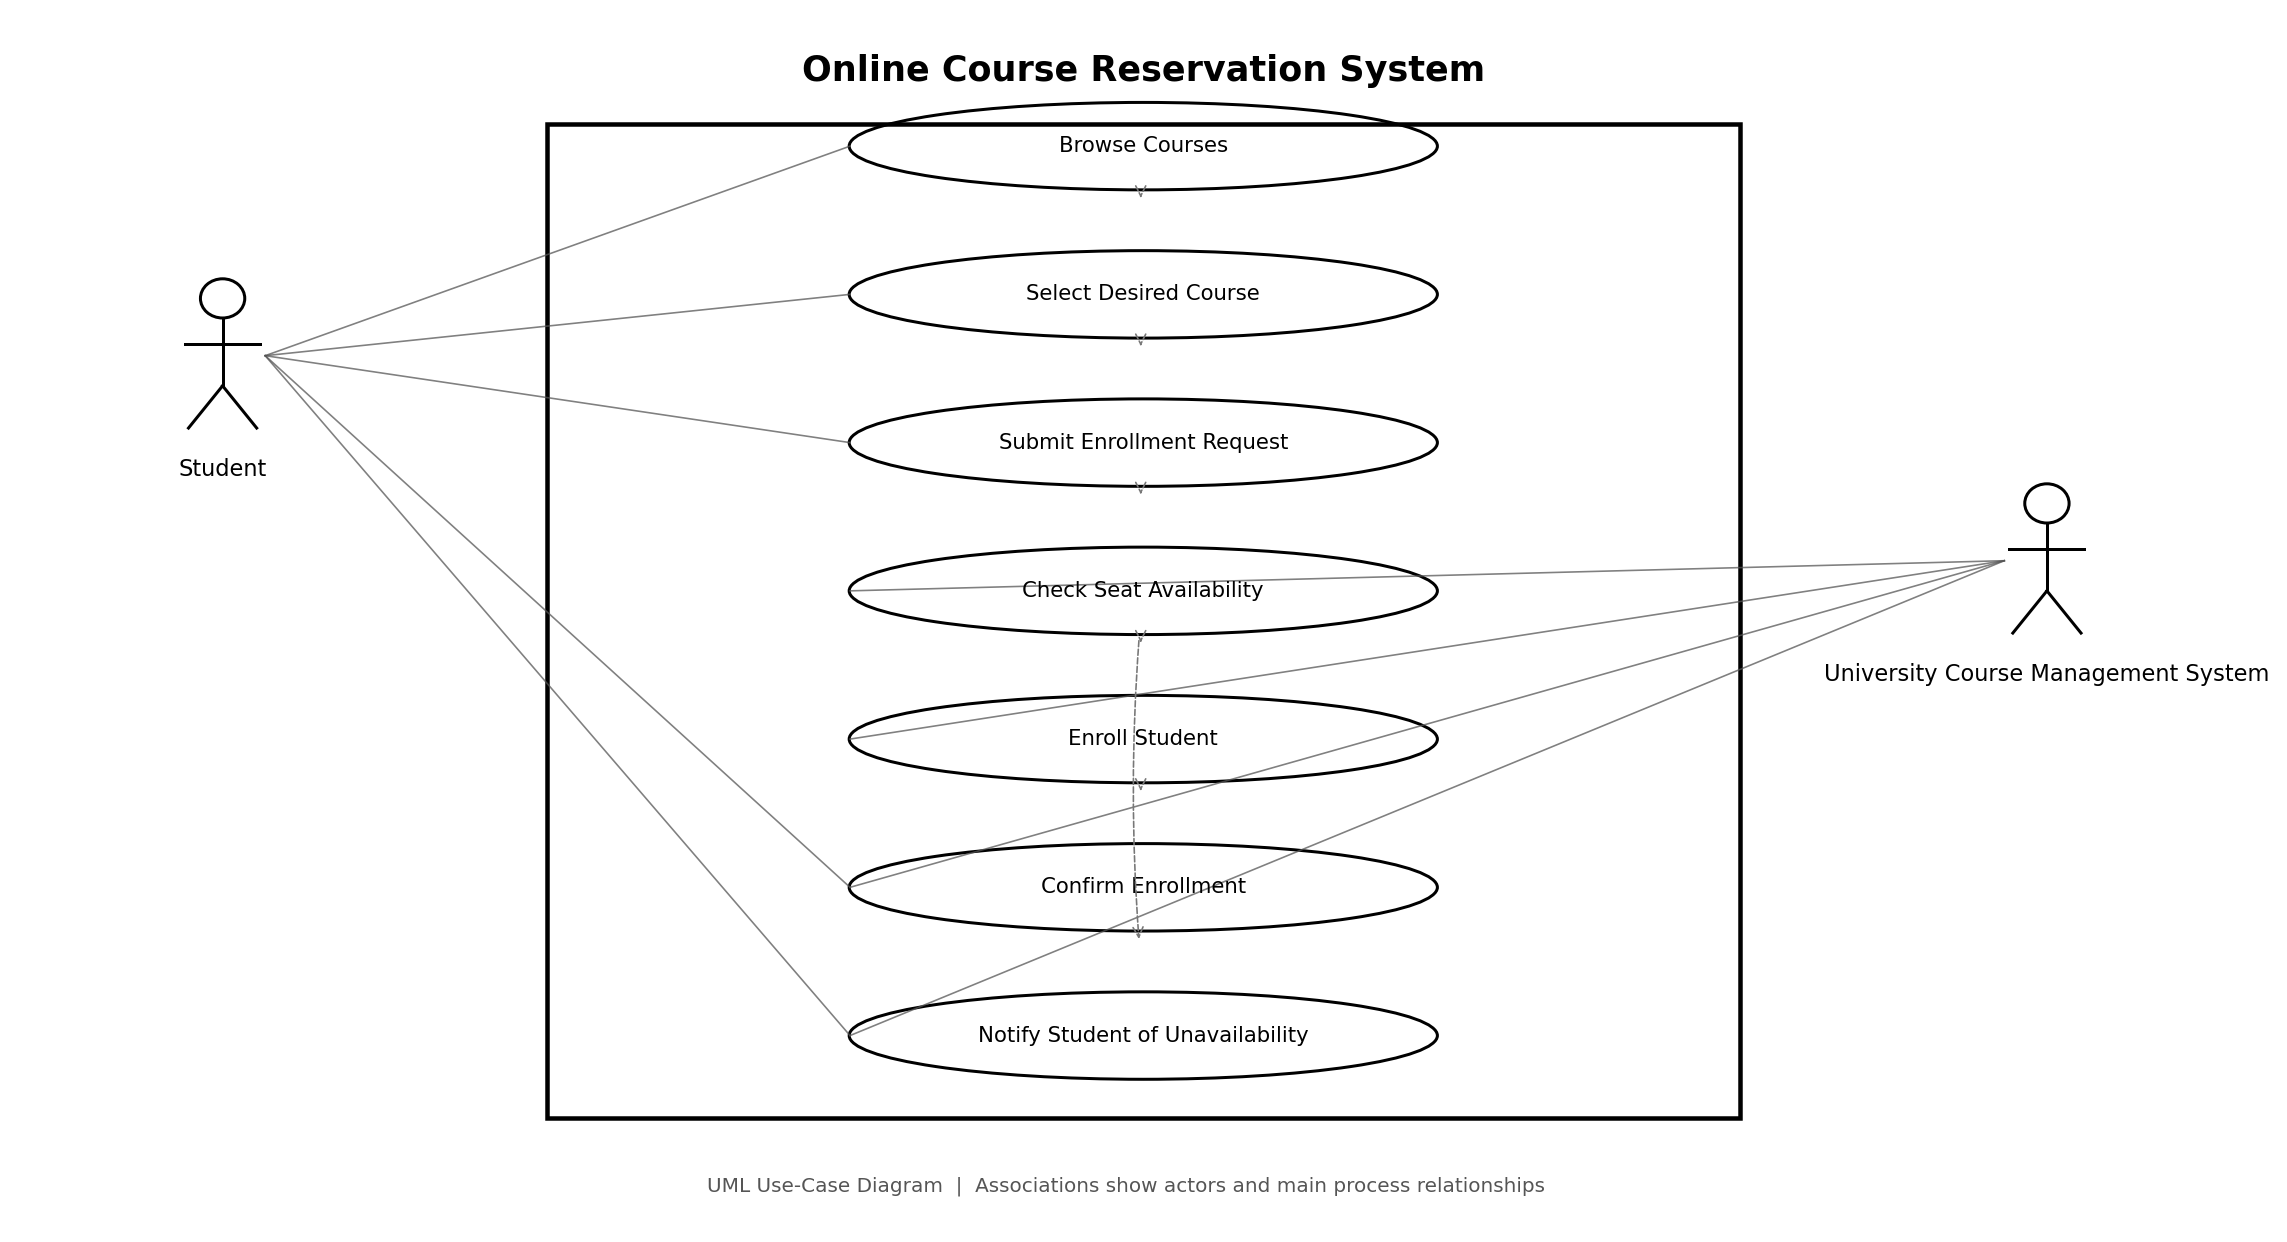 Online Course Reservation System
Browse Courses
Select Desired Course
Submit Enrollment Request
Student
Check Seat Availability
University Course Management System
Enroll Student
Confirm Enrollment
Notify Student of Unavailability
UML Use-Case Diagram | Associations show actors and main process relationships